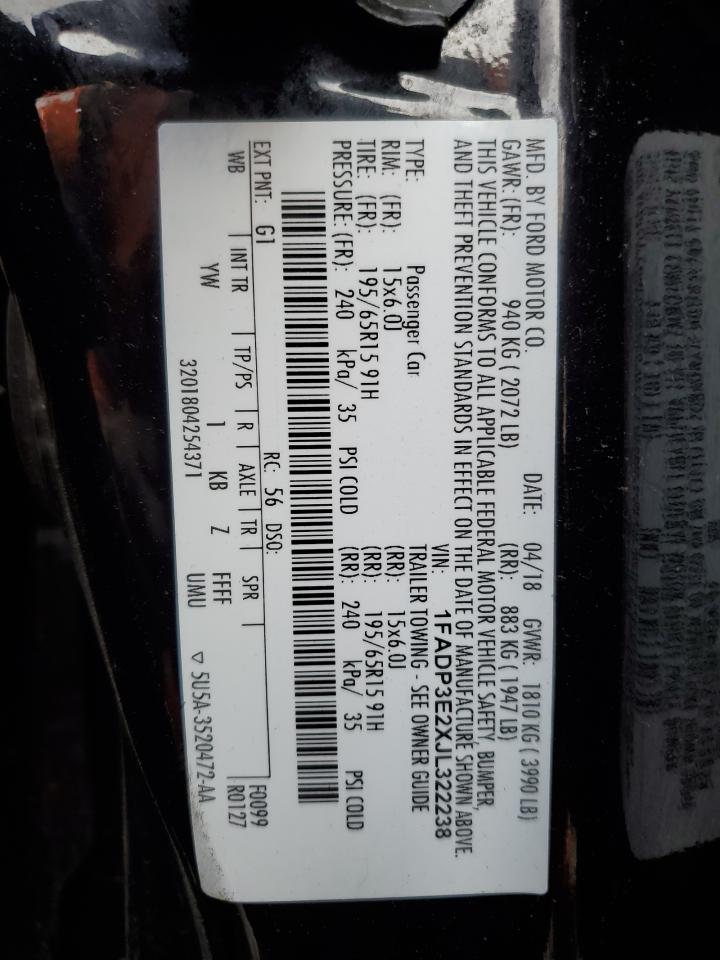 MFD. BY FORD MOTOR CO. DATE: 04/18 GVWR: 1810 KG ( 3990 LB)
GAWR: (FR): 940 KG ( 2072 LB) (RR): 883 KG ( 1947 LB)
THIS VEHICLE CONFORMS TO ALL APPLICABLE FEDERAL MOTOR VEHICLE SAFETY, BUMPER,
AND THEFT PREVENTION STANDARDS IN EFFECT ON THE DATE OF MANUFACTURE SHOWN ABOVE.
VIN: 1FADP3E2XJL322238
TYPE: Passenger Car TRAILER TOWING - SEE OWNER GUIDE
RIM: (FR): 15x6.0J (RR): 15x6.0J
TIRE: (FR): 195/65R15 91H (RR): 195/65R15 91H
PRESSURE: (FR): 240 kPa/ 35 PSI COLD (RR): 240 kPa/ 35 PSI COLD
EXT PNT: G1 RC: 56 DSO: F0099
WB INT TR TP/PS R AXLE TR SPR R0127
YW 1 KB Z FFFF
3201804254371 UMU ▽ 5U5A-3520472-AA